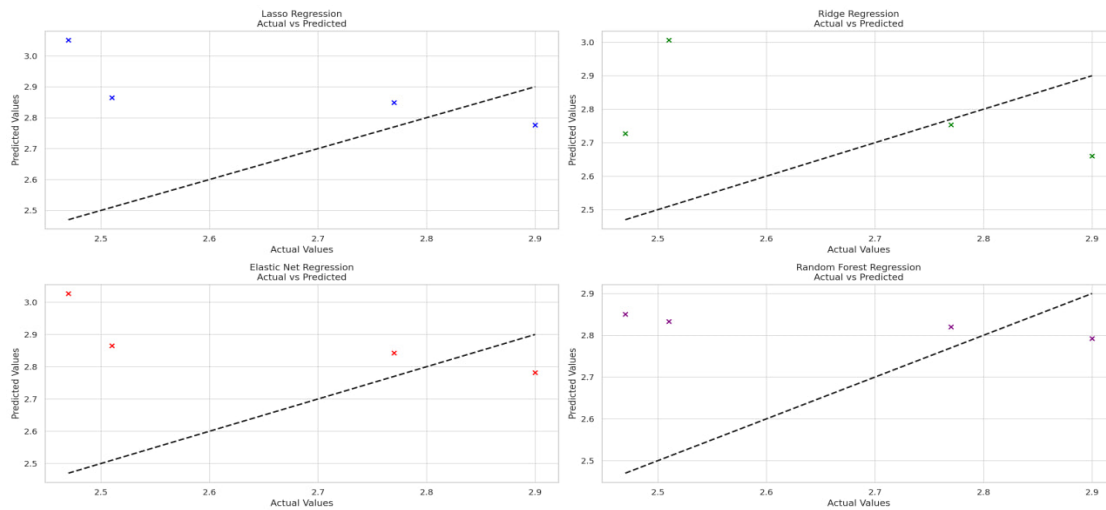 Lasso Regression
Actual vs Predicted
Predicted Values
3.0
2.9
2.8
2.7
2.6
2.5
2.5
2.6
2.7
2.8
2.9
Actual Values
Ridge Regression
Actual vs Predicted
Predicted Values
3.0
2.9
2.8
2.7
2.6
2.5
2.5
2.6
2.7
2.8
2.9
Actual Values
Elastic Net Regression
Actual vs Predicted
Predicted Values
3.0
2.9
2.8
2.7
2.6
2.5
2.5
2.6
2.7
2.8
2.9
Actual Values
Random Forest Regression
Actual vs Predicted
Predicted Values
2.9
2.8
2.7
2.6
2.5
2.5
2.6
2.7
2.8
2.9
Actual Values